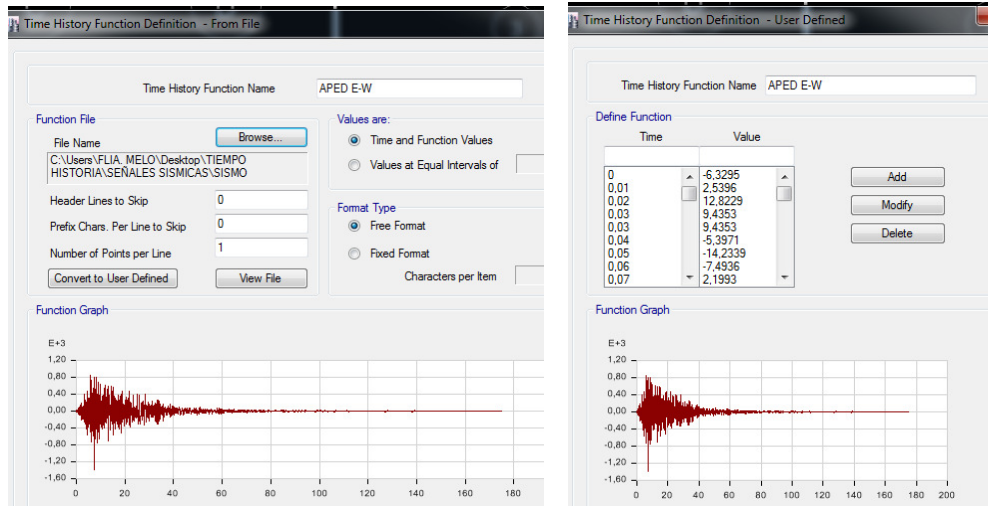 Time History Function Definition - From File
Time History Function Name APED E-W
Function File
File Name Browse...
C:\Users\FLIA. MELO\Desktop\TIEMPO
HISTORIA\SEÑALES SISMICAS\SISMO
Header Lines to Skip 0
Prefix Chars. Per Line to Skip 0
Number of Points per Line 1
Convert to User Defined View File
Values are:
Time and Function Values
Values at Equal Intervals of
Format Type
Free Format
Fixed Format
Characters per Item
Function Graph
E+3
1,20
0,80
0,40
0,00
-0,40
-0,80
-1,20
-1,60
0 20 40 60 80 100 120 140 160 180
Time History Function Definition - User Defined
Time History Function Name APED E-W
Define Function
Time Value
0 -6,3295
0,01 2,5396
0,02 12,8229
0,03 9,4353
0,03 9,4353
0,04 -5,3971
0,05 -14,2339
0,06 -7,4936
0,07 2,1993
Add
Modify
Delete
Function Graph
E+3
1,20
0,80
0,40
0,00
-0,40
-0,80
-1,20
-1,60
0 20 40 60 80 100 120 140 160 180 200